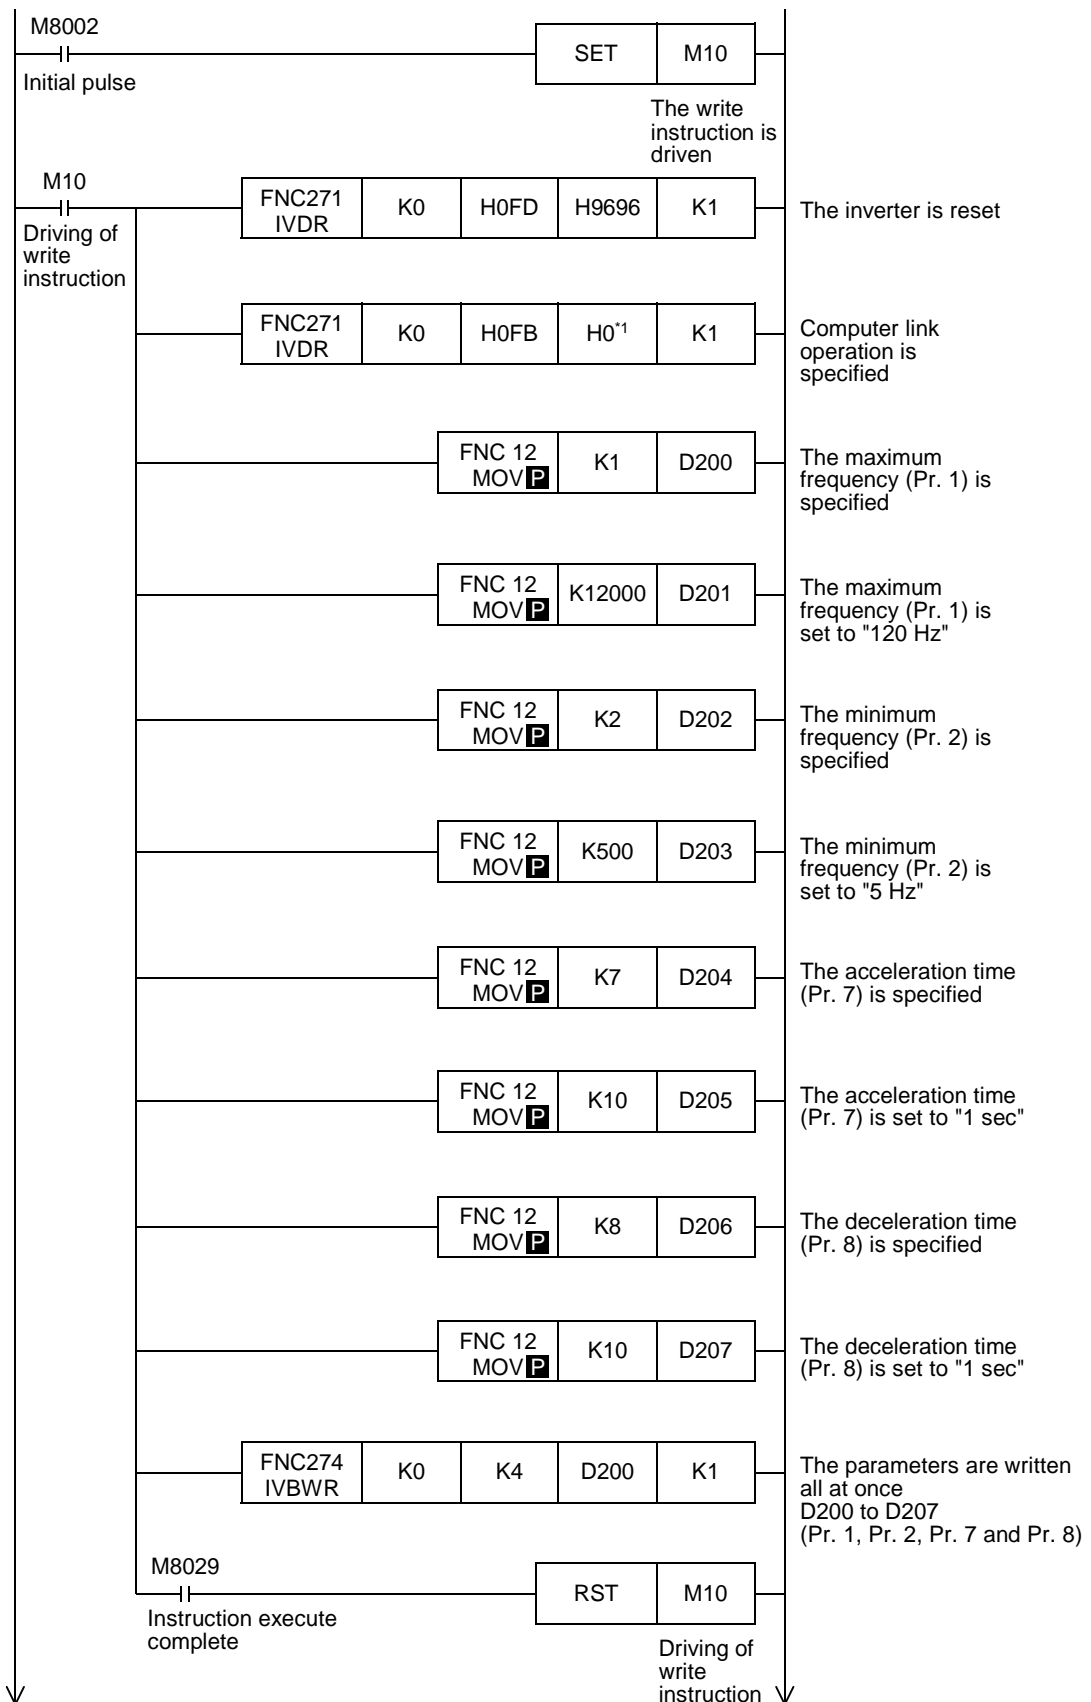 M8002
SET M10
Initial pulse
The write
instruction is
driven
M10
FNC271
IVDR K0 H0FD H9696 K1
The inverter is reset
Driving of
write
instruction
FNC271
IVDR K0 H0FB H0*1 K1
Computer link
operation is
specified
FNC 12
MOV P K1 D200
The maximum
frequency (Pr. 1) is
specified
FNC 12
MOV P K12000 D201
The maximum
frequency (Pr. 1) is
set to "120 Hz"
FNC 12
MOV P K2 D202
The minimum
frequency (Pr. 2) is
specified
FNC 12
MOV P K500 D203
The minimum
frequency (Pr. 2) is
set to "5 Hz"
FNC 12
MOV P K7 D204
The acceleration time
(Pr. 7) is specified
FNC 12
MOV P K10 D205
The acceleration time
(Pr. 7) is set to "1 sec"
FNC 12
MOV P K8 D206
The deceleration time
(Pr. 8) is specified
FNC 12
MOV P K10 D207
The deceleration time
(Pr. 8) is set to "1 sec"
FNC274
IVBWR K0 K4 D200 K1
The parameters are written
all at once
D200 to D207
(Pr. 1, Pr. 2, Pr. 7 and Pr. 8)
M8029
RST M10
Instruction execute
complete
Driving of
write
instruction